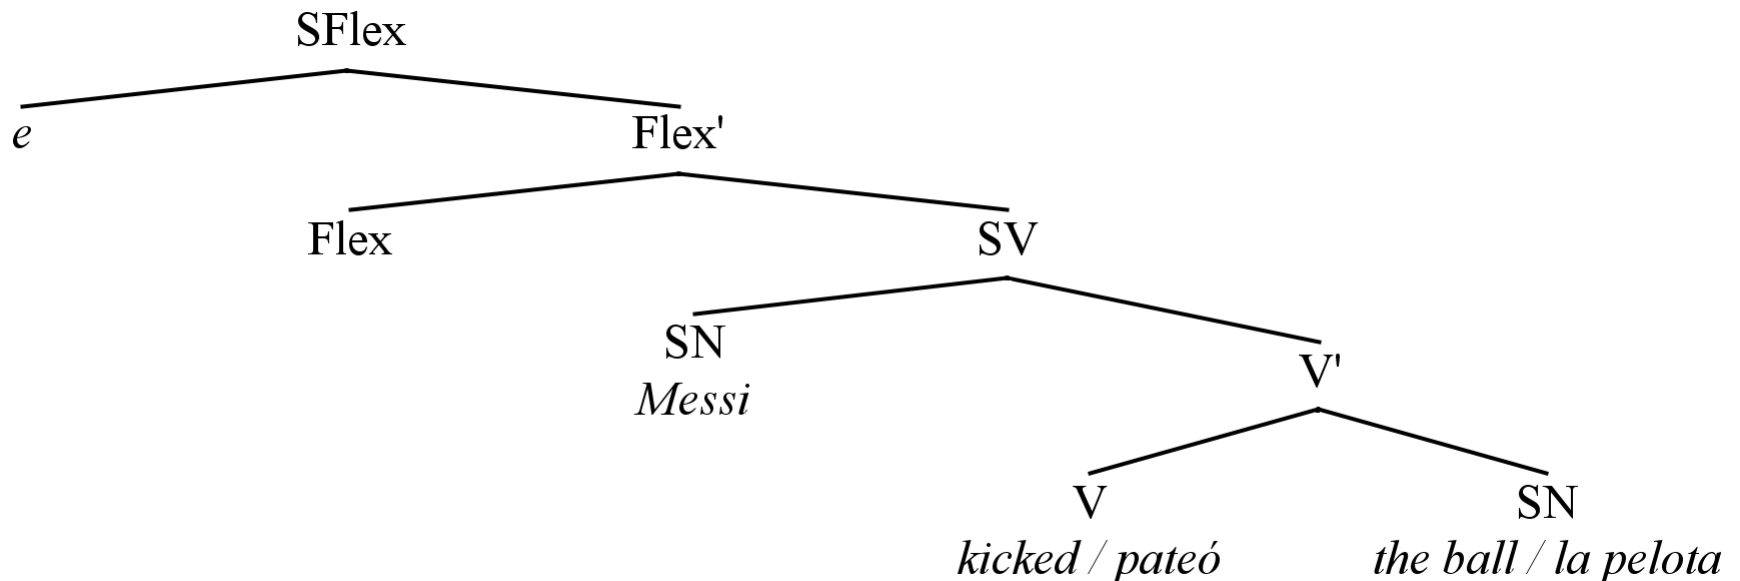 SFlex
e
Flex'
Flex
SV
SN
Messi
V'
V
SN
kicked / pateó
the ball / la pelota